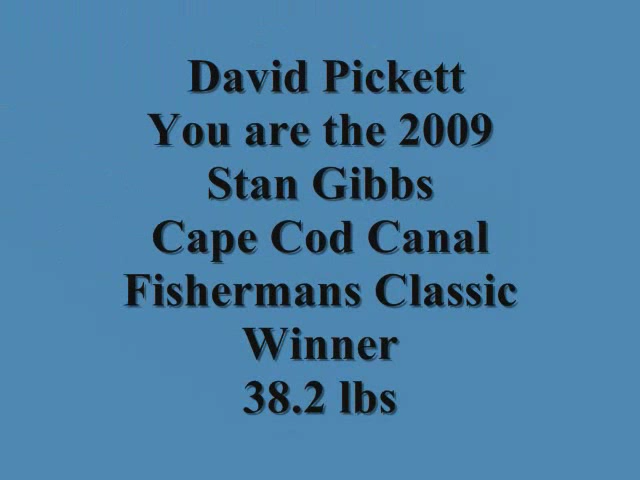 David Pickett
You are the 2009
Stan Gibbs
Cape Cod Canal
Fishermans Classic
Winner
38.2 lbs